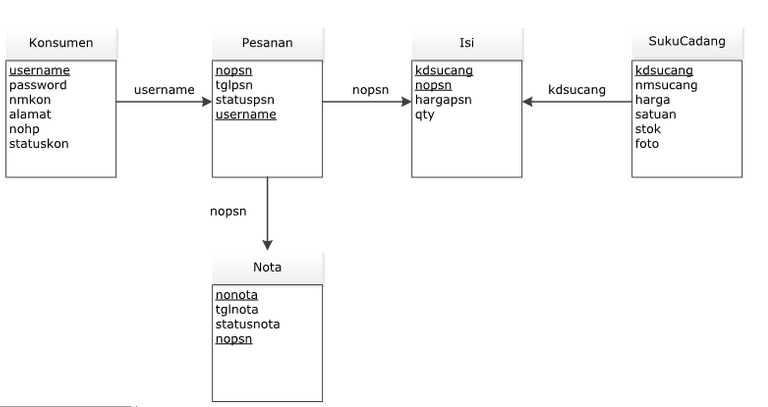 Konsumen
username
password
nmkon
alamat
nohp
statuskon
username
Pesanan
nopsn
tglpsn
statuspsn
username
nopsn
Isi
kdsucang
nopsn
hargapsn
qty
kdsucang
SukuCadang
kdsucang
nmsucang
harga
satuan
stok
foto
nopsn
Nota
nonota
tglnota
statusnota
nopsn